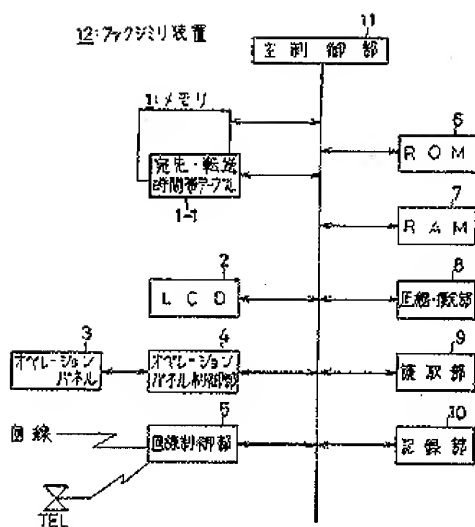 12:ファクシミリ装置
11
主制御部
1:メモリ
宛先・転送
時間帯テーブル
1-1
6
ROM
7
RAM
2
LCD
8
圧縮・復元部
3
オペレーション
パネル
4
オペレーション
パネル制御部
9
読取部
回線
5
回線制御部
10
記録部
TEL